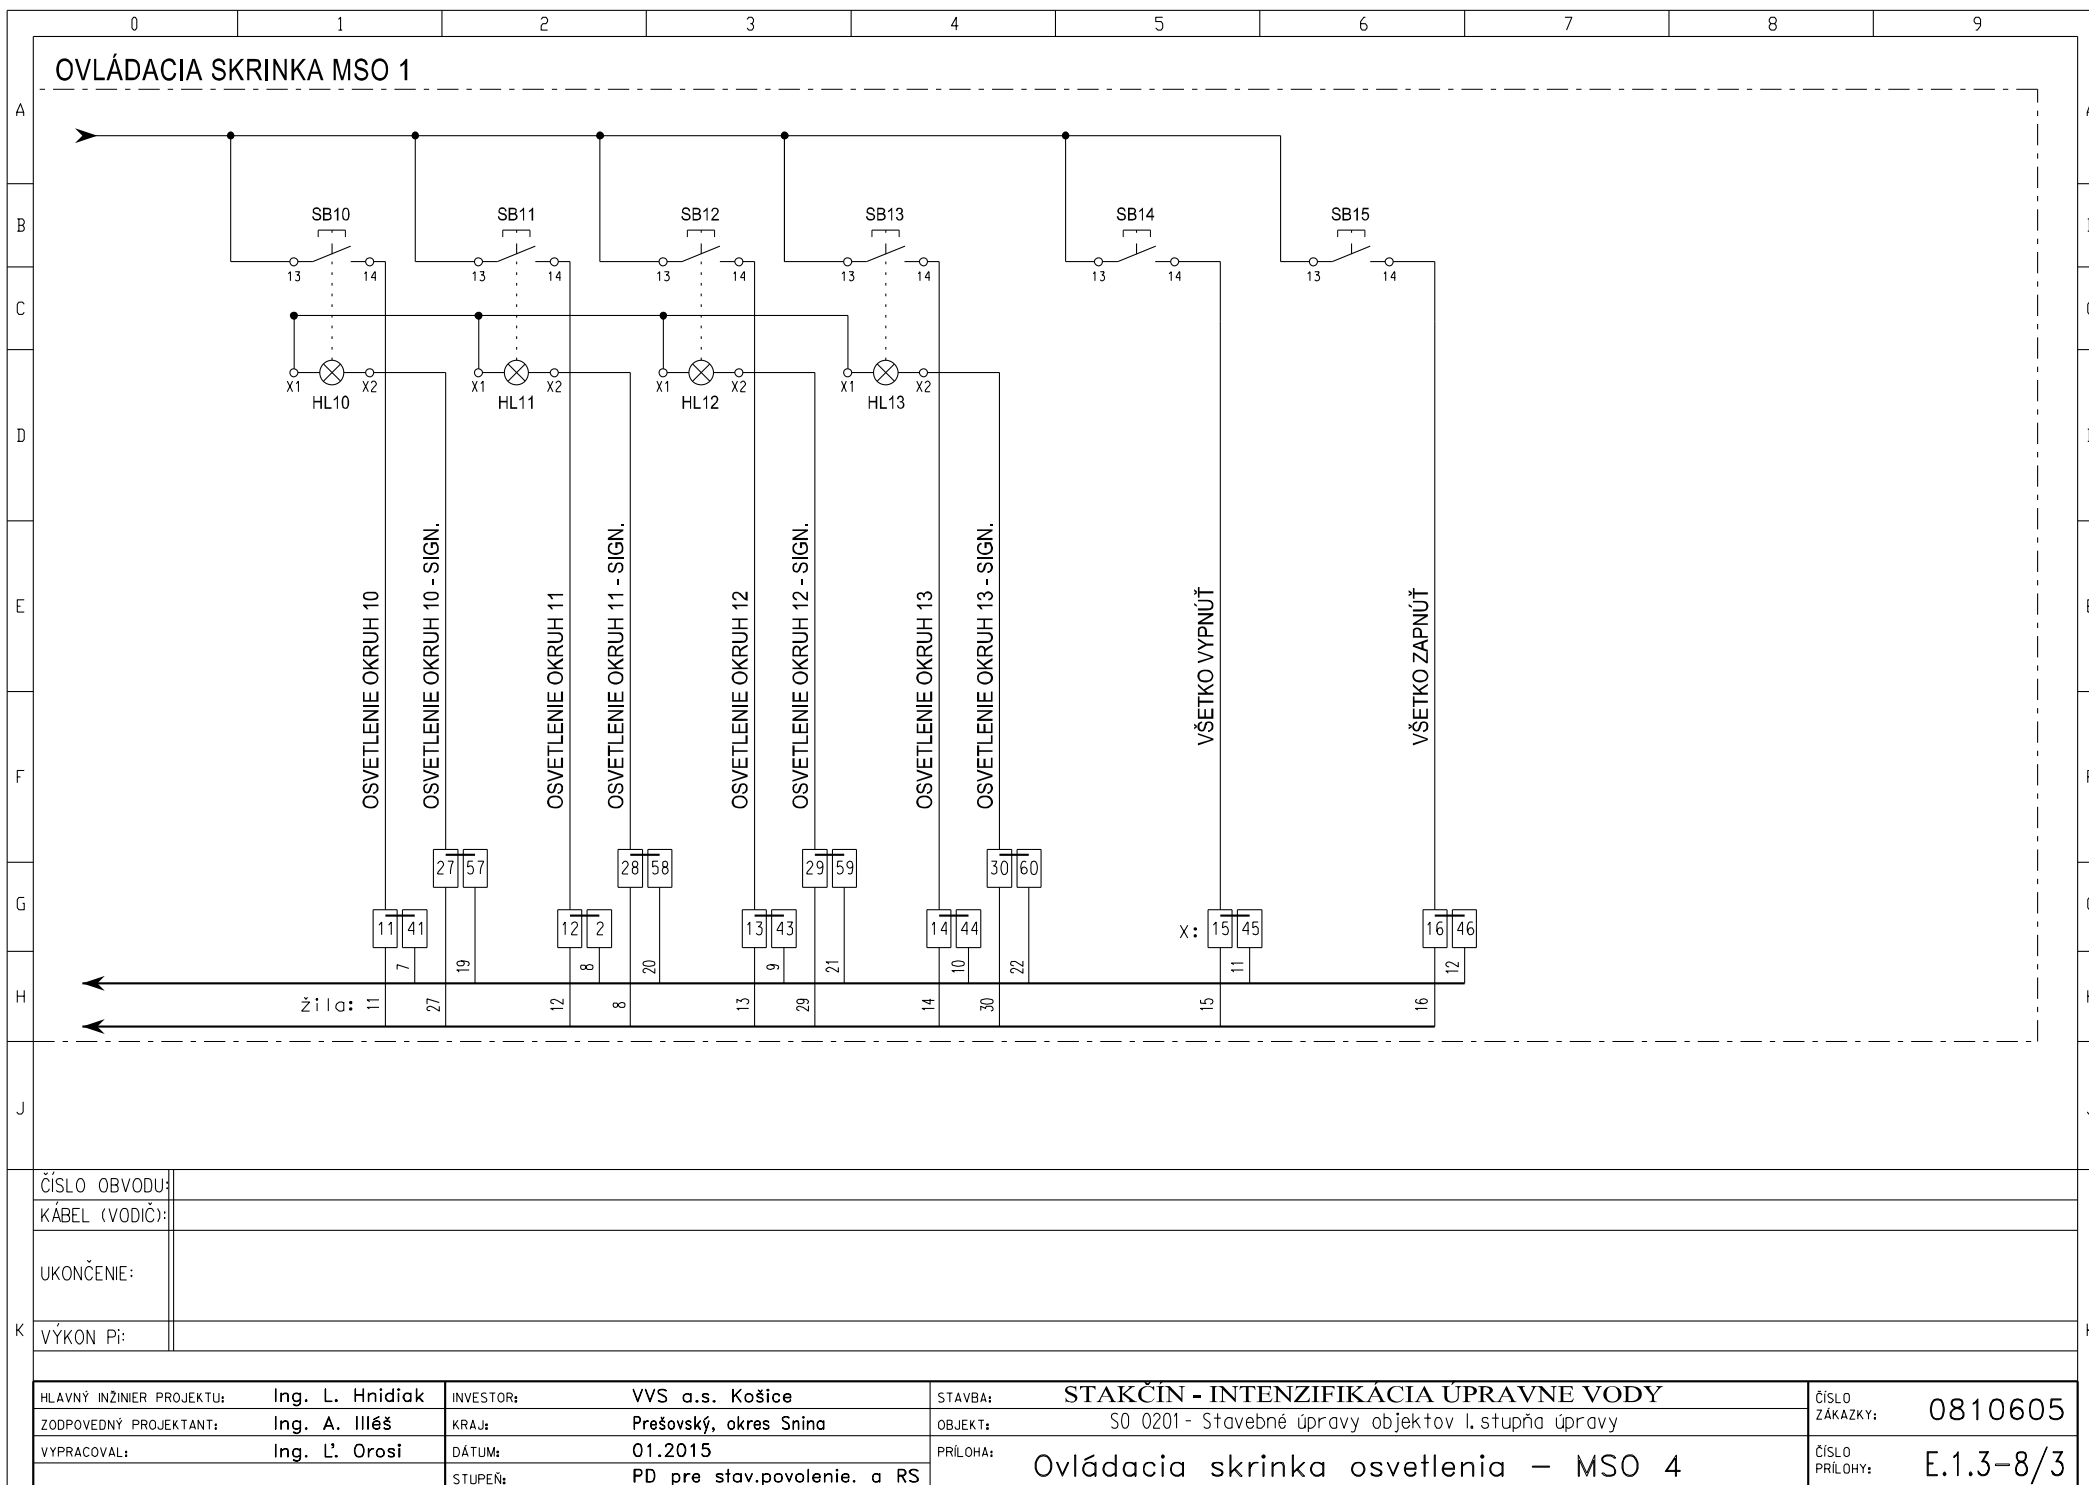 0 1 2 3 4 5 6 7 8 9
OVLÁDACIA SKRINKA MSO 1
A
B
SB10 SB11 SB12 SB13 SB14 SB15
13 14 13 14 13 14 13 14 13 14 13 14
C
X1 X2 X1 X2 X1 X2 X1 X2
HL10 HL11 HL12 HL13
D
E
OSVETLENIE OKRUH 10
OSVETLENIE OKRUH 10 - SIGN.
OSVETLENIE OKRUH 11
OSVETLENIE OKRUH 11 - SIGN.
OSVETLENIE OKRUH 12
OSVETLENIE OKRUH 12 - SIGN.
OSVETLENIE OKRUH 13
OSVETLENIE OKRUH 13 - SIGN.
VŠETKO VYPNÚŤ
VŠETKO ZAPNÚŤ
F
27 57 28 58 29 59 30 60
G
11 41 12 2 13 43 14 44 X: 15 45 16 46
7 19 8 20 9 21 10 22 11 12
H
žila: 11 27 12 8 13 29 14 30 15 16
J
ČÍSLO OBVODU:
KÁBEL (VODIČ):
UKONČENIE:
K
VÝKON Pi:
HLAVNÝ INŽINIER PROJEKTU: Ing. L. Hnidiak
ZODPOVEDNÝ PROJEKTANT: Ing. A. Illéš
VYPRACOVAL: Ing. Ľ. Orosi
INVESTOR: VVS a.s. Košice
KRAJ: Prešovský, okres Snina
DÁTUM: 01.2015
STUPEŇ: PD pre stav.povolenie. a RS
STAVBA: STAKČÍN - INTENZIFIKÁCIA ÚPRAVNE VODY
OBJEKT: SO 0201 - Stavebné úpravy objektov I. stupňa úpravy
PRÍLOHA: Ovládacia skrinka osvetlenia – MSO 4
ČÍSLO ZÁKAZKY: 0810605
ČÍSLO PRÍLOHY: E.1.3-8/3